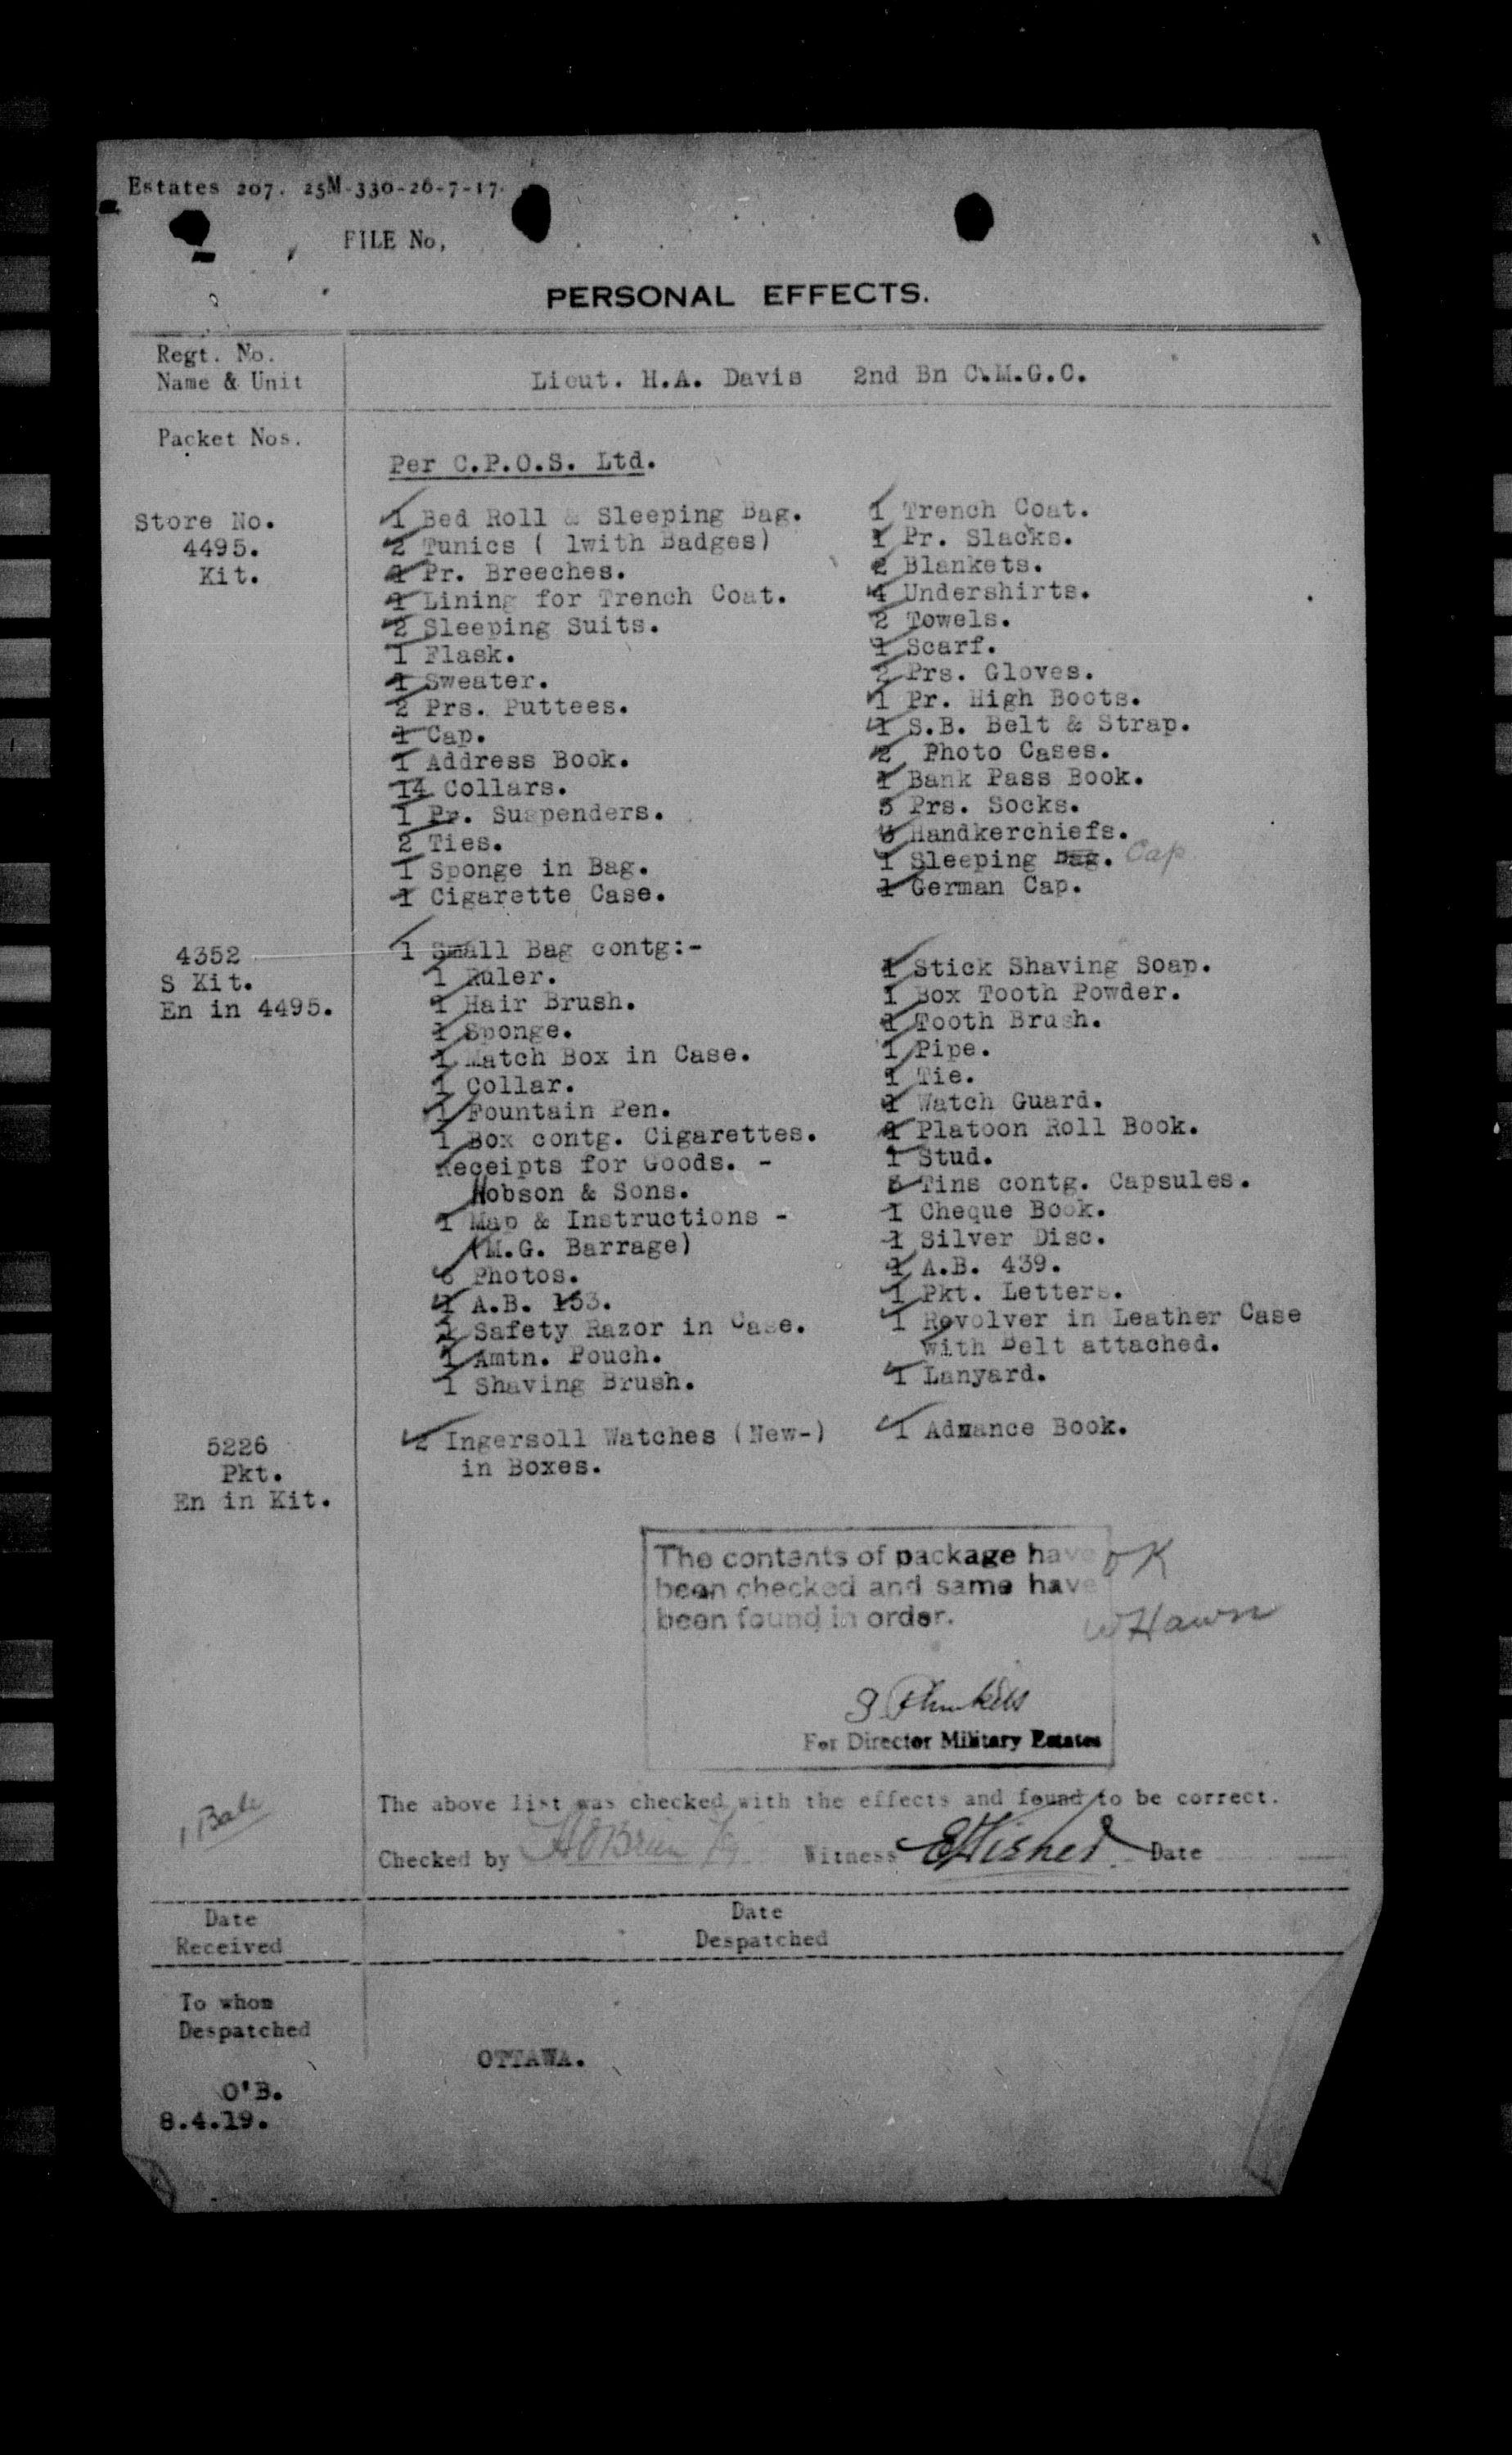 Estates 207. 25M-330-26-7-17.
FILE No,
PERSONAL EFFECTS.
Regt. No.
Name & Unit
Lieut. H.A. Davis 2nd Bn C.M.G.C.
Packet Nos.
Per C.P.O.S. Ltd.
Store No.
4495.
Kit.
1 Bed Roll & Sleeping Bag.
2 Tunics ( 1with Badges)
1 Pr. Breeches.
1 Lining for Trench Coat.
2 Sleeping Suits.
1 Flask.
1 Sweater.
2 Prs. Puttees.
1 Cap.
1 Address Book.
14 Collars.
1 Pr. Suspenders.
2 Ties.
1 Sponge in Bag.
1 Cigarette Case.
1 Trench Coat.
1 Pr. Slacks.
2 Blankets.
4 Undershirts.
2 Towels.
1 Scarf.
2 Prs. Gloves.
1 Pr. High Boots.
1 S.B. Belt & Strap.
2 Photo Cases.
1 Bank Pass Book.
5 Prs. Socks.
Handkerchiefs.
1 Sleeping Bag. Cap
1 German Cap.
4352
S Kit.
En in 4495.
1 Small Bag contg:-
1 Ruler.
1 Hair Brush.
1 Sponge.
1 Match Box in Case.
1 Collar.
1 Fountain Pen.
1 Box contg. Cigarettes.
Receipts for Goods. -
Hobson & Sons.
1 Map & Instructions -
(M.G. Barrage)
Photos.
1 A.B. 153.
1 Safety Razor in Case.
1 Amtn. Pouch.
1 Shaving Brush.
1 Stick Shaving Soap.
1 Box Tooth Powder.
1 Tooth Brush.
1 Pipe.
1 Tie.
1 Watch Guard.
1 Platoon Roll Book.
1 Stud.
Tins contg. Capsules.
1 Cheque Book.
1 Silver Disc.
1 A.B. 439.
1 Pkt. Letters.
1 Revolver in Leather Case
with Belt attached.
1 Lanyard.
5226
Pkt.
En in Kit.
2 Ingersoll Watches (New-)
in Boxes.
1 Advance Book.
The contents of package have
been checked and same have
been found in order.
OK
W Hawn
For Director Military Estates
1 Bale
The above list was checked with the effects and found to be correct.
Checked by O'Brien Witness Date
Date
Received
Date
Despatched
To whom
Despatched
OTTAWA.
O'B.
8.4.19.